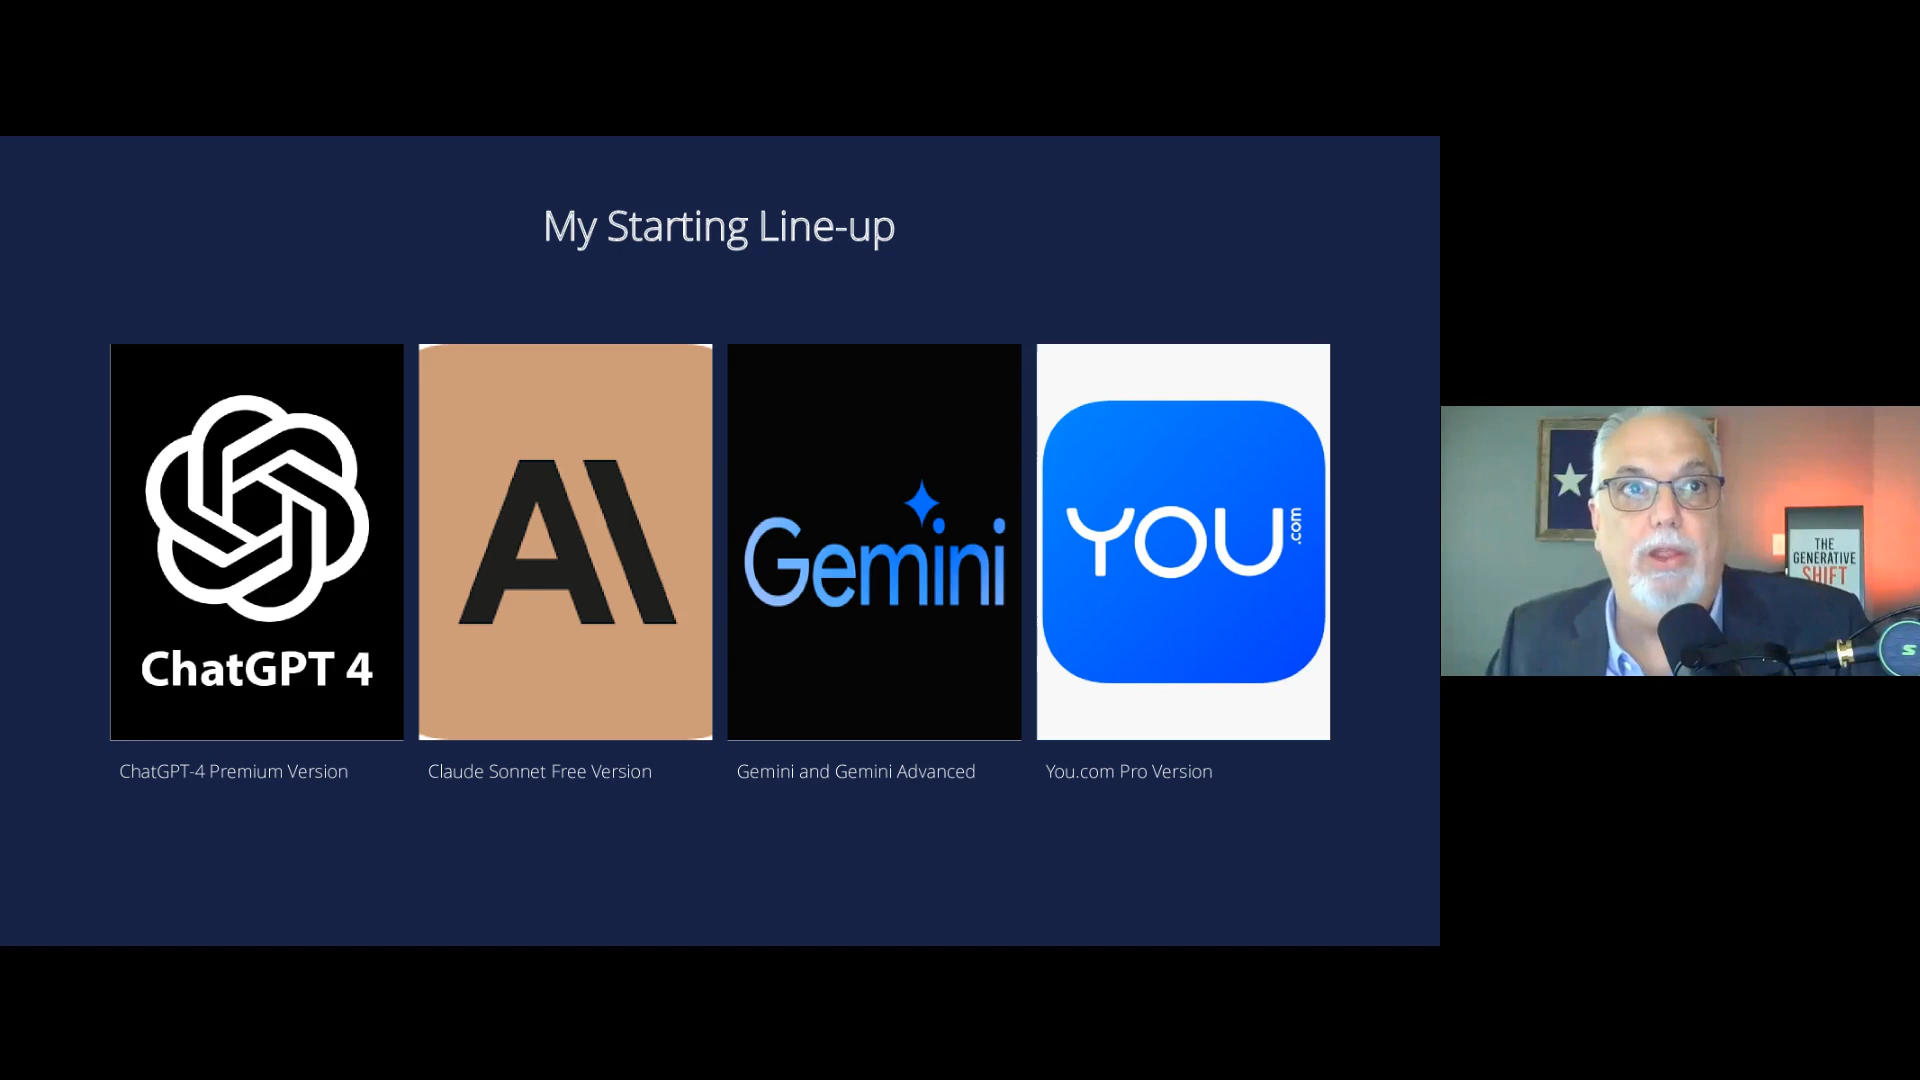 My Starting Line-up
ChatGPT 4
AI
Gemini
YOU
.com
ChatGPT-4 Premium Version
Claude Sonnet Free Version
Gemini and Gemini Advanced
You.com Pro Version
THE
GENERATIVE
SHIFT
S